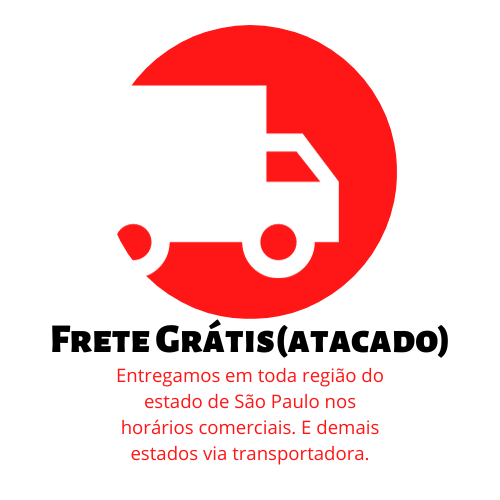 Frete Grátis(atacado)
Entregamos em toda região do
estado de São Paulo nos
horários comerciais. E demais
estados via transportadora.